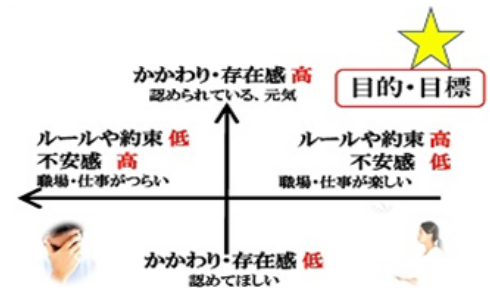 かかわり・存在感 高
認められている、元気
目的・目標
ルールや約束 低
不安感 高
職場・仕事がつらい
ルールや約束 高
不安感 低
職場・仕事が楽しい
かかわり・存在感 低
認めてほしい